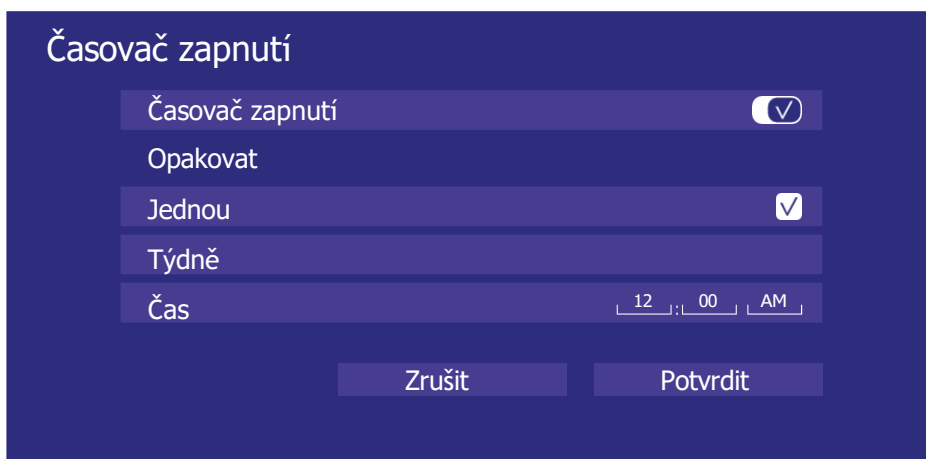 Časovač zapnutí
Časovač zapnutí
Opakovat
Jednou
Týdně
Čas 12 : 00 AM
Zrušit Potvrdit